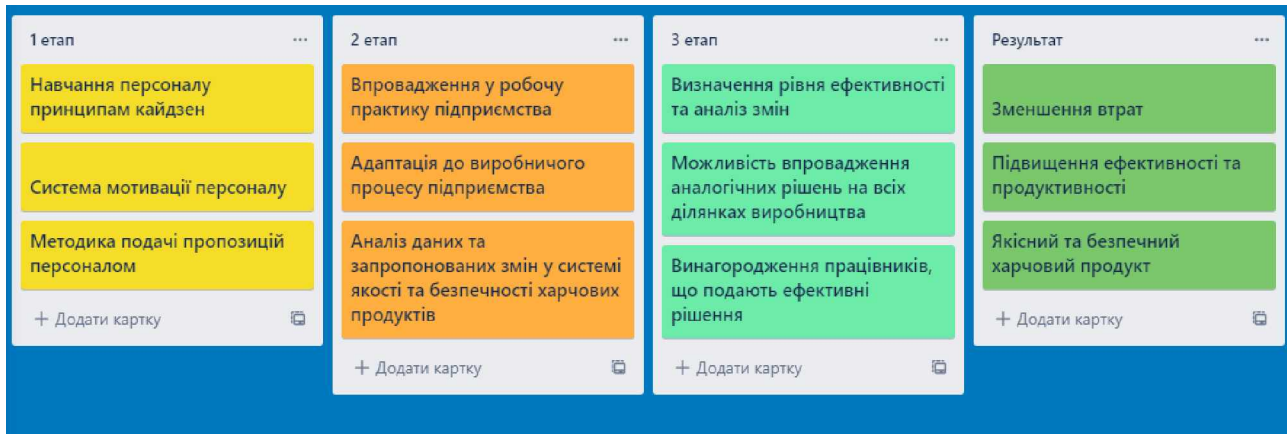 1 етап
Навчання персоналу
принципам кайдзен
Система мотивації персоналу
Методика подачі пропозицій
персоналом
+ Додати картку
2 етап
Впровадження у робочу
практику підприємства
Адаптація до виробничого
процесу підприємства
Аналіз даних та
запропонованих змін у системі
якості та безпечності харчових
продуктів
+ Додати картку
3 етап
Визначення рівня ефективності
та аналіз змін
Можливість впровадження
аналогічних рішень на всіх
ділянках виробництва
Винагородження працівників,
що подають ефективні
рішення
+ Додати картку
Результат
Зменшення втрат
Підвищення ефективності та
продуктивності
Якісний та безпечний
харчовий продукт
+ Додати картку